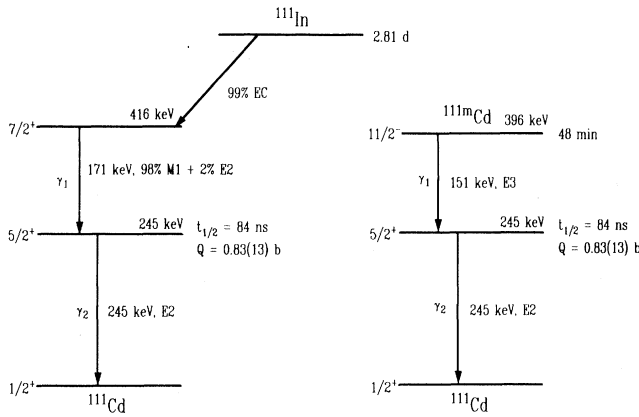 ¹¹¹In
2.81 d
99% EC
416 keV
7/2⁺
γ₁
171 keV, 98% M1 + 2% E2
245 keV
5/2⁺
t₁/₂ = 84 ns
Q = 0.83(13) b
γ₂
245 keV, E2
1/2⁺
¹¹¹Cd
¹¹¹ᵐCd
396 keV
11/2⁻
48 min
γ₁
151 keV, E3
245 keV
5/2⁺
t₁/₂ = 84 ns
Q = 0.83(13) b
γ₂
245 keV, E2
1/2⁺
¹¹¹Cd